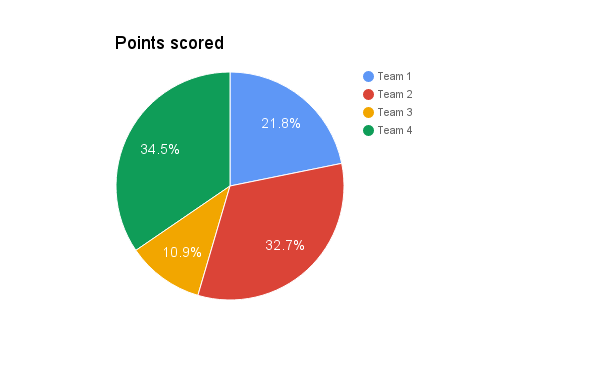 Points scored
Team 1
Team 2
Team 3
Team 4
21.8%
34.5%
32.7%
10.9%